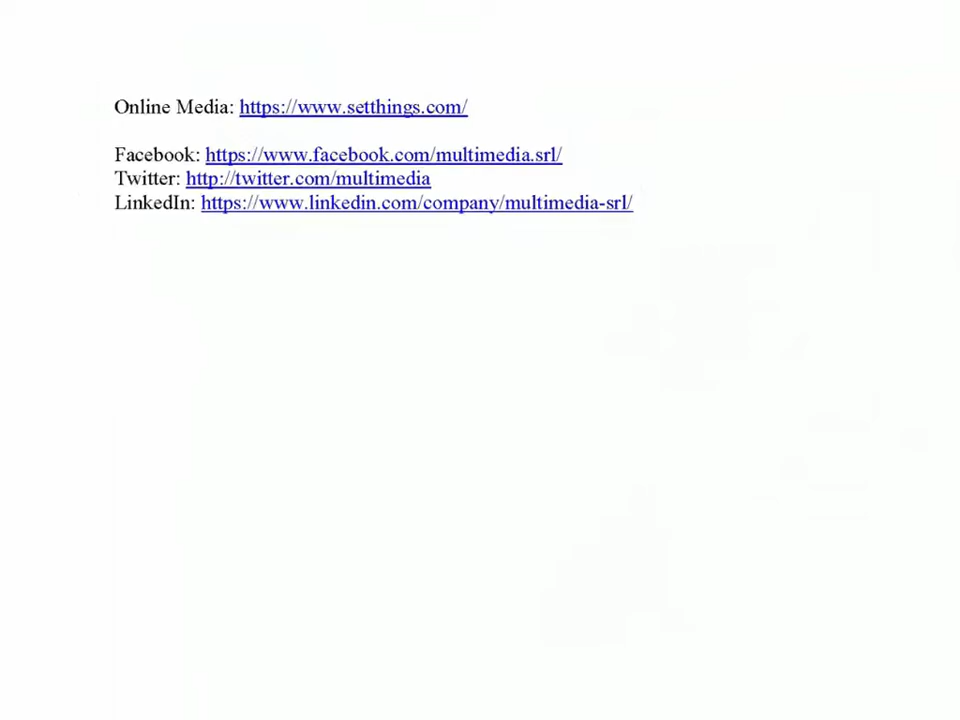 Online Media: https://www.setthings.com/
Facebook: https://www.facebook.com/multimedia.srl/
Twitter: http://twitter.com/multimedia
LinkedIn: https://www.linkedin.com/company/multimedia-srl/